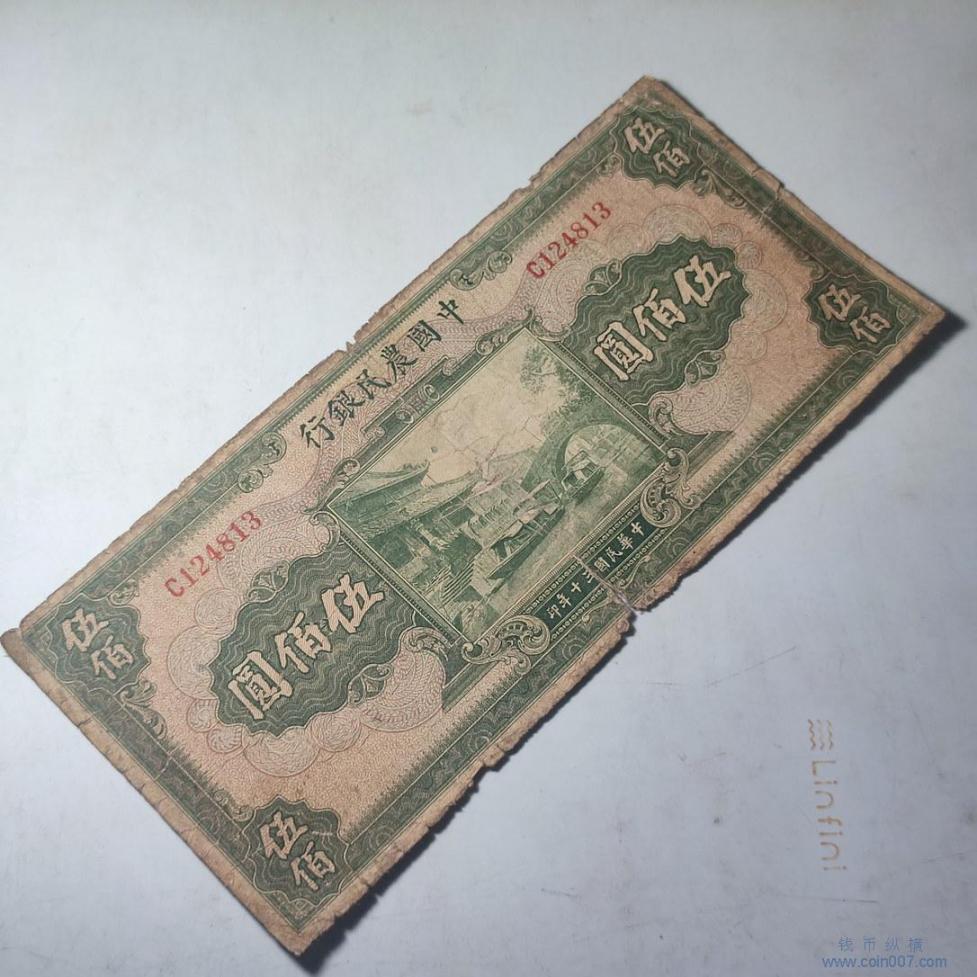 中國農民銀行
C124813
C124813
伍佰
伍佰
伍佰圓
伍佰圓
中華民國三十年印
伍佰
伍佰
Linfini
钱币纵横
www.coin007.com